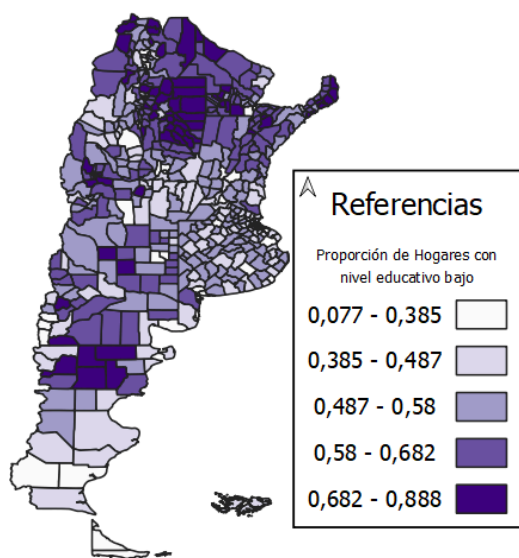 Referencias
Proporción de Hogares con
nivel educativo bajo
0,077 - 0,385
0,385 - 0,487
0,487 - 0,58
0,58 - 0,682
0,682 - 0,888